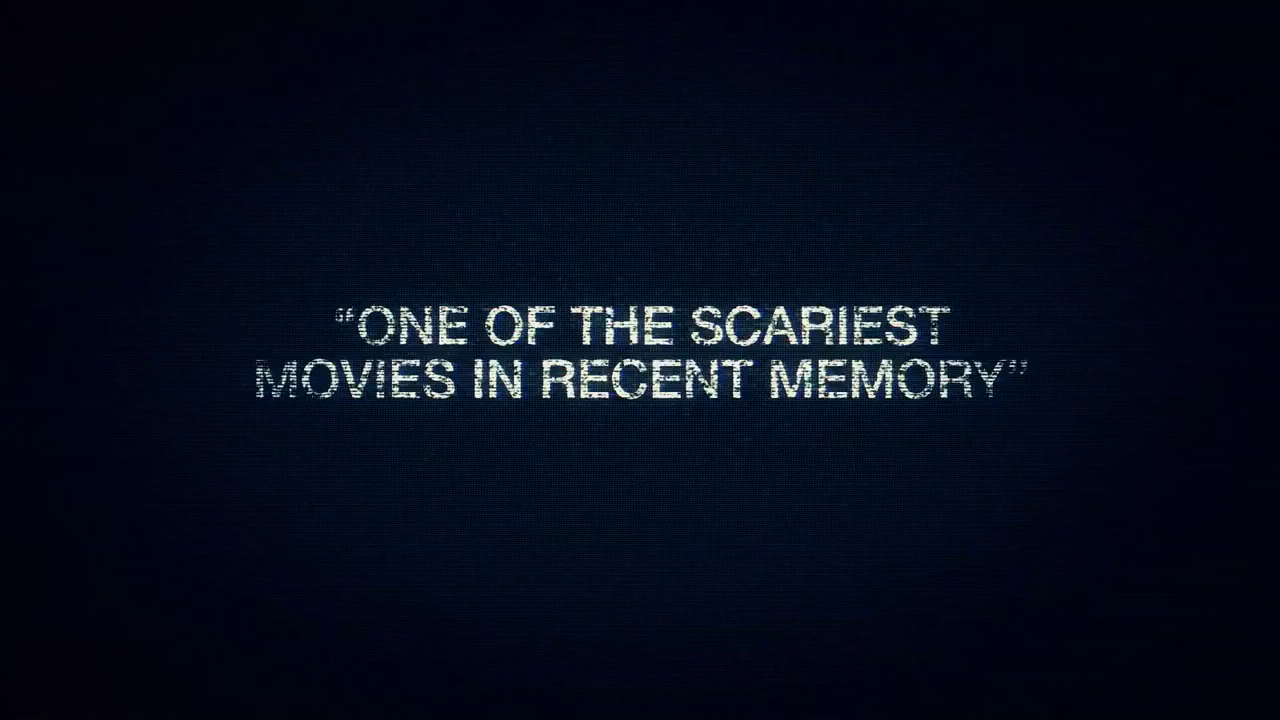 “ONE OF THE SCARIEST
MOVIES IN RECENT MEMORY”